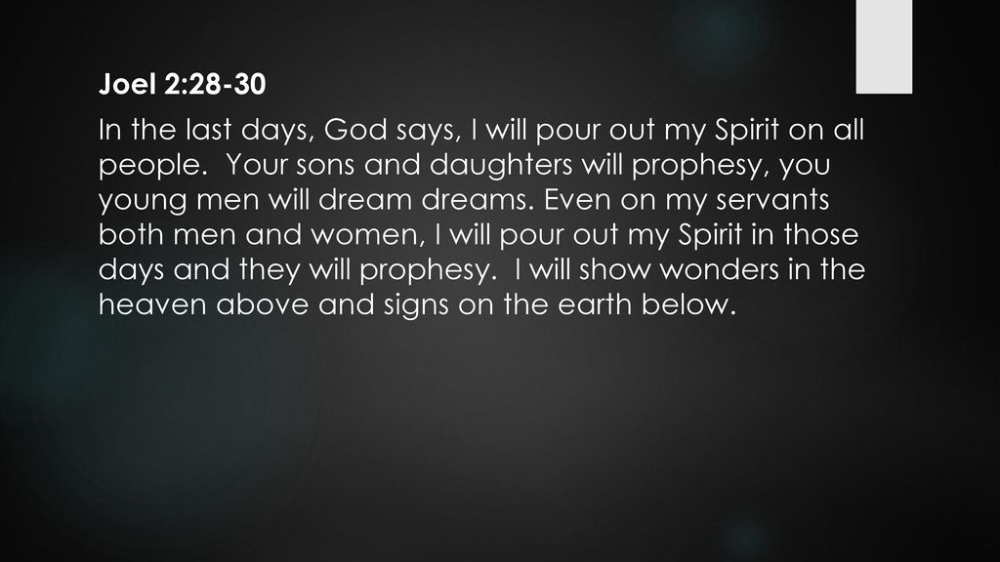 Joel 2:28-30
In the last days, God says, I will pour out my Spirit on all
people.  Your sons and daughters will prophesy, you
young men will dream dreams. Even on my servants
both men and women, I will pour out my Spirit in those
days and they will prophesy.  I will show wonders in the
heaven above and signs on the earth below.